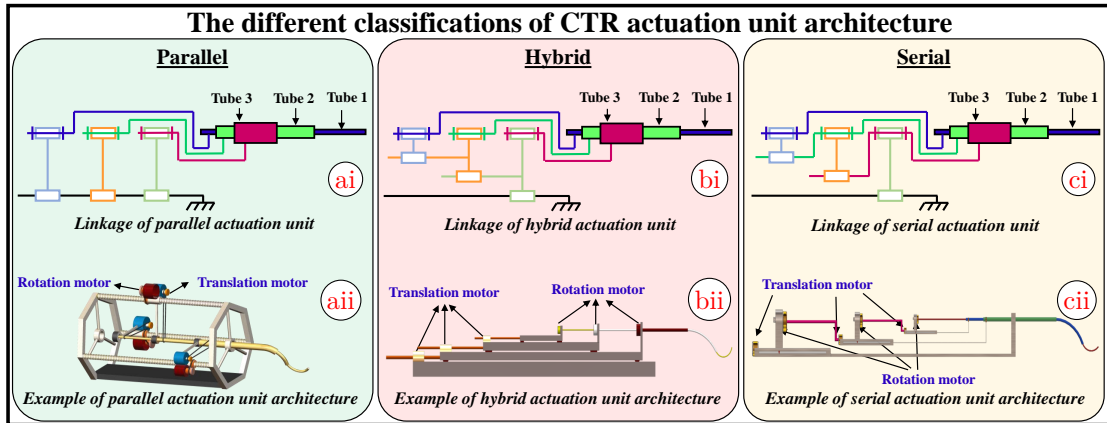 The different classifications of CTR actuation unit architecture
Parallel
Tube 3
Tube 2
Tube 1
ai
Linkage of parallel actuation unit
Rotation motor
Translation motor
aii
Example of parallel actuation unit architecture
Hybrid
Tube 3
Tube 2
Tube 1
bi
Linkage of hybrid actuation unit
Translation motor
Rotation motor
bii
Example of hybrid actuation unit architecture
Serial
Tube 3
Tube 2
Tube 1
ci
Linkage of serial actuation unit
Translation motor
cii
Rotation motor
Example of serial actuation unit architecture